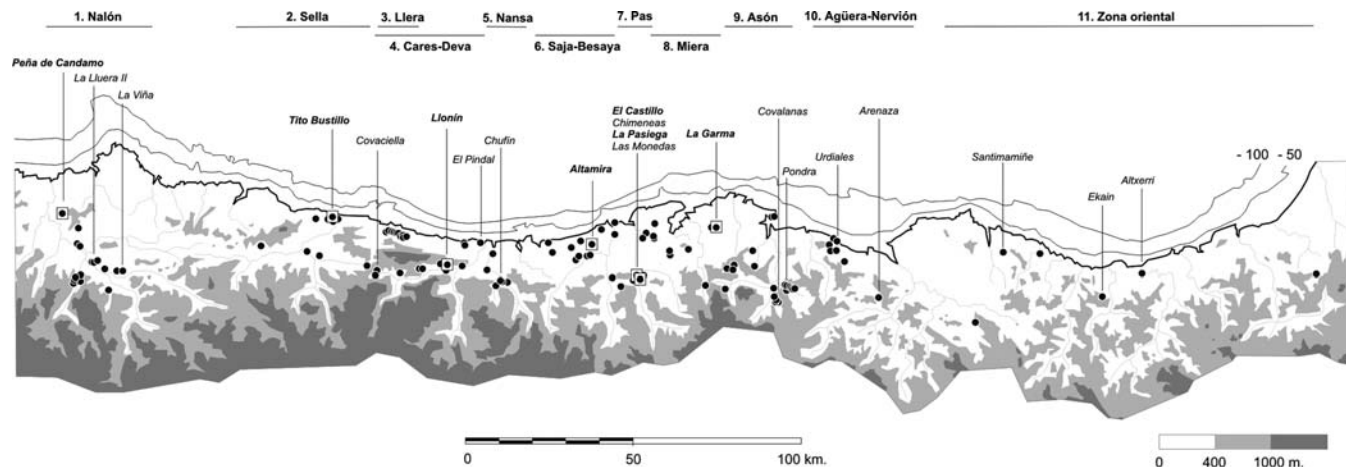 1. Nalón
2. Sella
3. Llera
4. Cares-Deva
5. Nansa
6. Saja-Besaya
7. Pas
8. Miera
9. Asón
10. Agüera-Nervión
11. Zona oriental
Peña de Candamo
La Lluera II
La Viña
Tito Bustillo
Covaciella
Llonín
El Pindal
Chufín
Altamira
El Castillo
Chimeneas
La Pasiega
Las Monedas
La Garma
Covalanas
Pondra
Urdiales
Arenaza
Santimamiñe
Ekain
Altxerri
- 100 - 50
0 50 100 km.
0 400 1000 m.